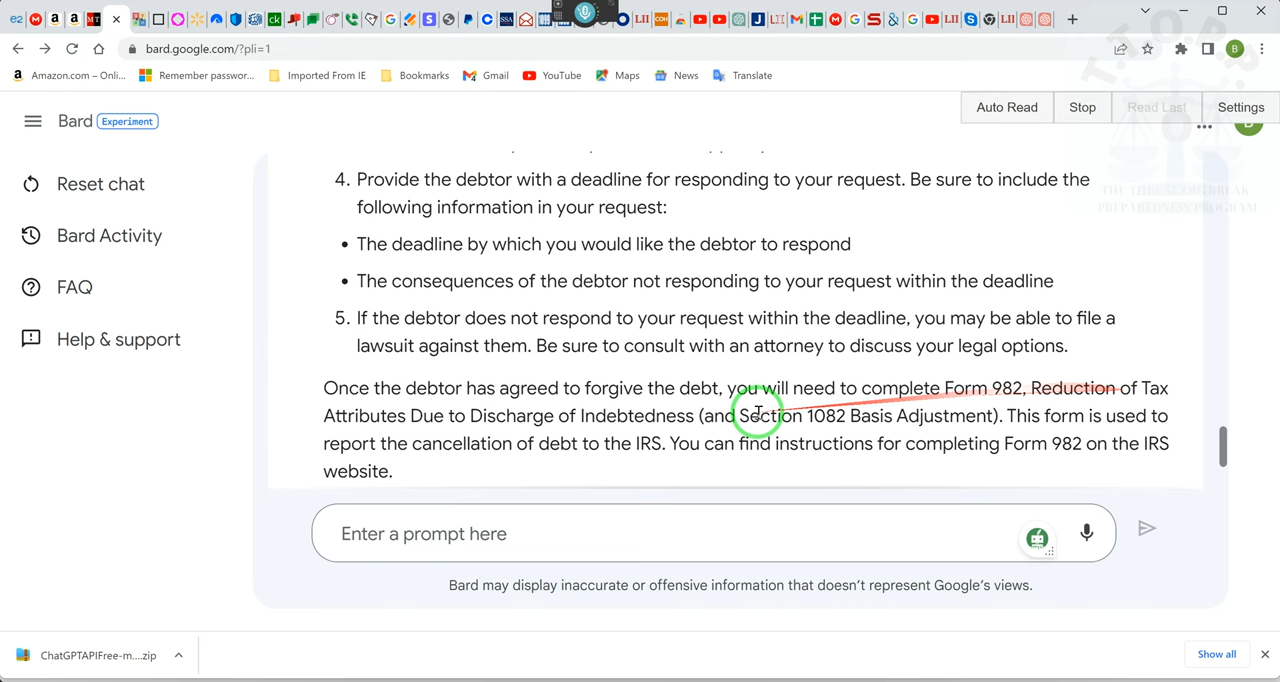 bard.google.com/?pli=1
Amazon.com – Onli...
Remember passwor...
Imported From IE
Bookmarks
Gmail
YouTube
Maps
News
Translate
Auto Read
Stop
Read Last
Settings
Bard
Experiment
Reset chat
Bard Activity
FAQ
Help & support
4. Provide the debtor with a deadline for responding to your request. Be sure to include the
following information in your request:
• The deadline by which you would like the debtor to respond
• The consequences of the debtor not responding to your request within the deadline
5. If the debtor does not respond to your request within the deadline, you may be able to file a
lawsuit against them. Be sure to consult with an attorney to discuss your legal options.
Once the debtor has agreed to forgive the debt, you will need to complete Form 982, Reduction of Tax
Attributes Due to Discharge of Indebtedness (and Section 1082 Basis Adjustment). This form is used to
report the cancellation of debt to the IRS. You can find instructions for completing Form 982 on the IRS
website.
Enter a prompt here
Bard may display inaccurate or offensive information that doesn't represent Google's views.
ChatGPTAPIFree-m....zip
Show all